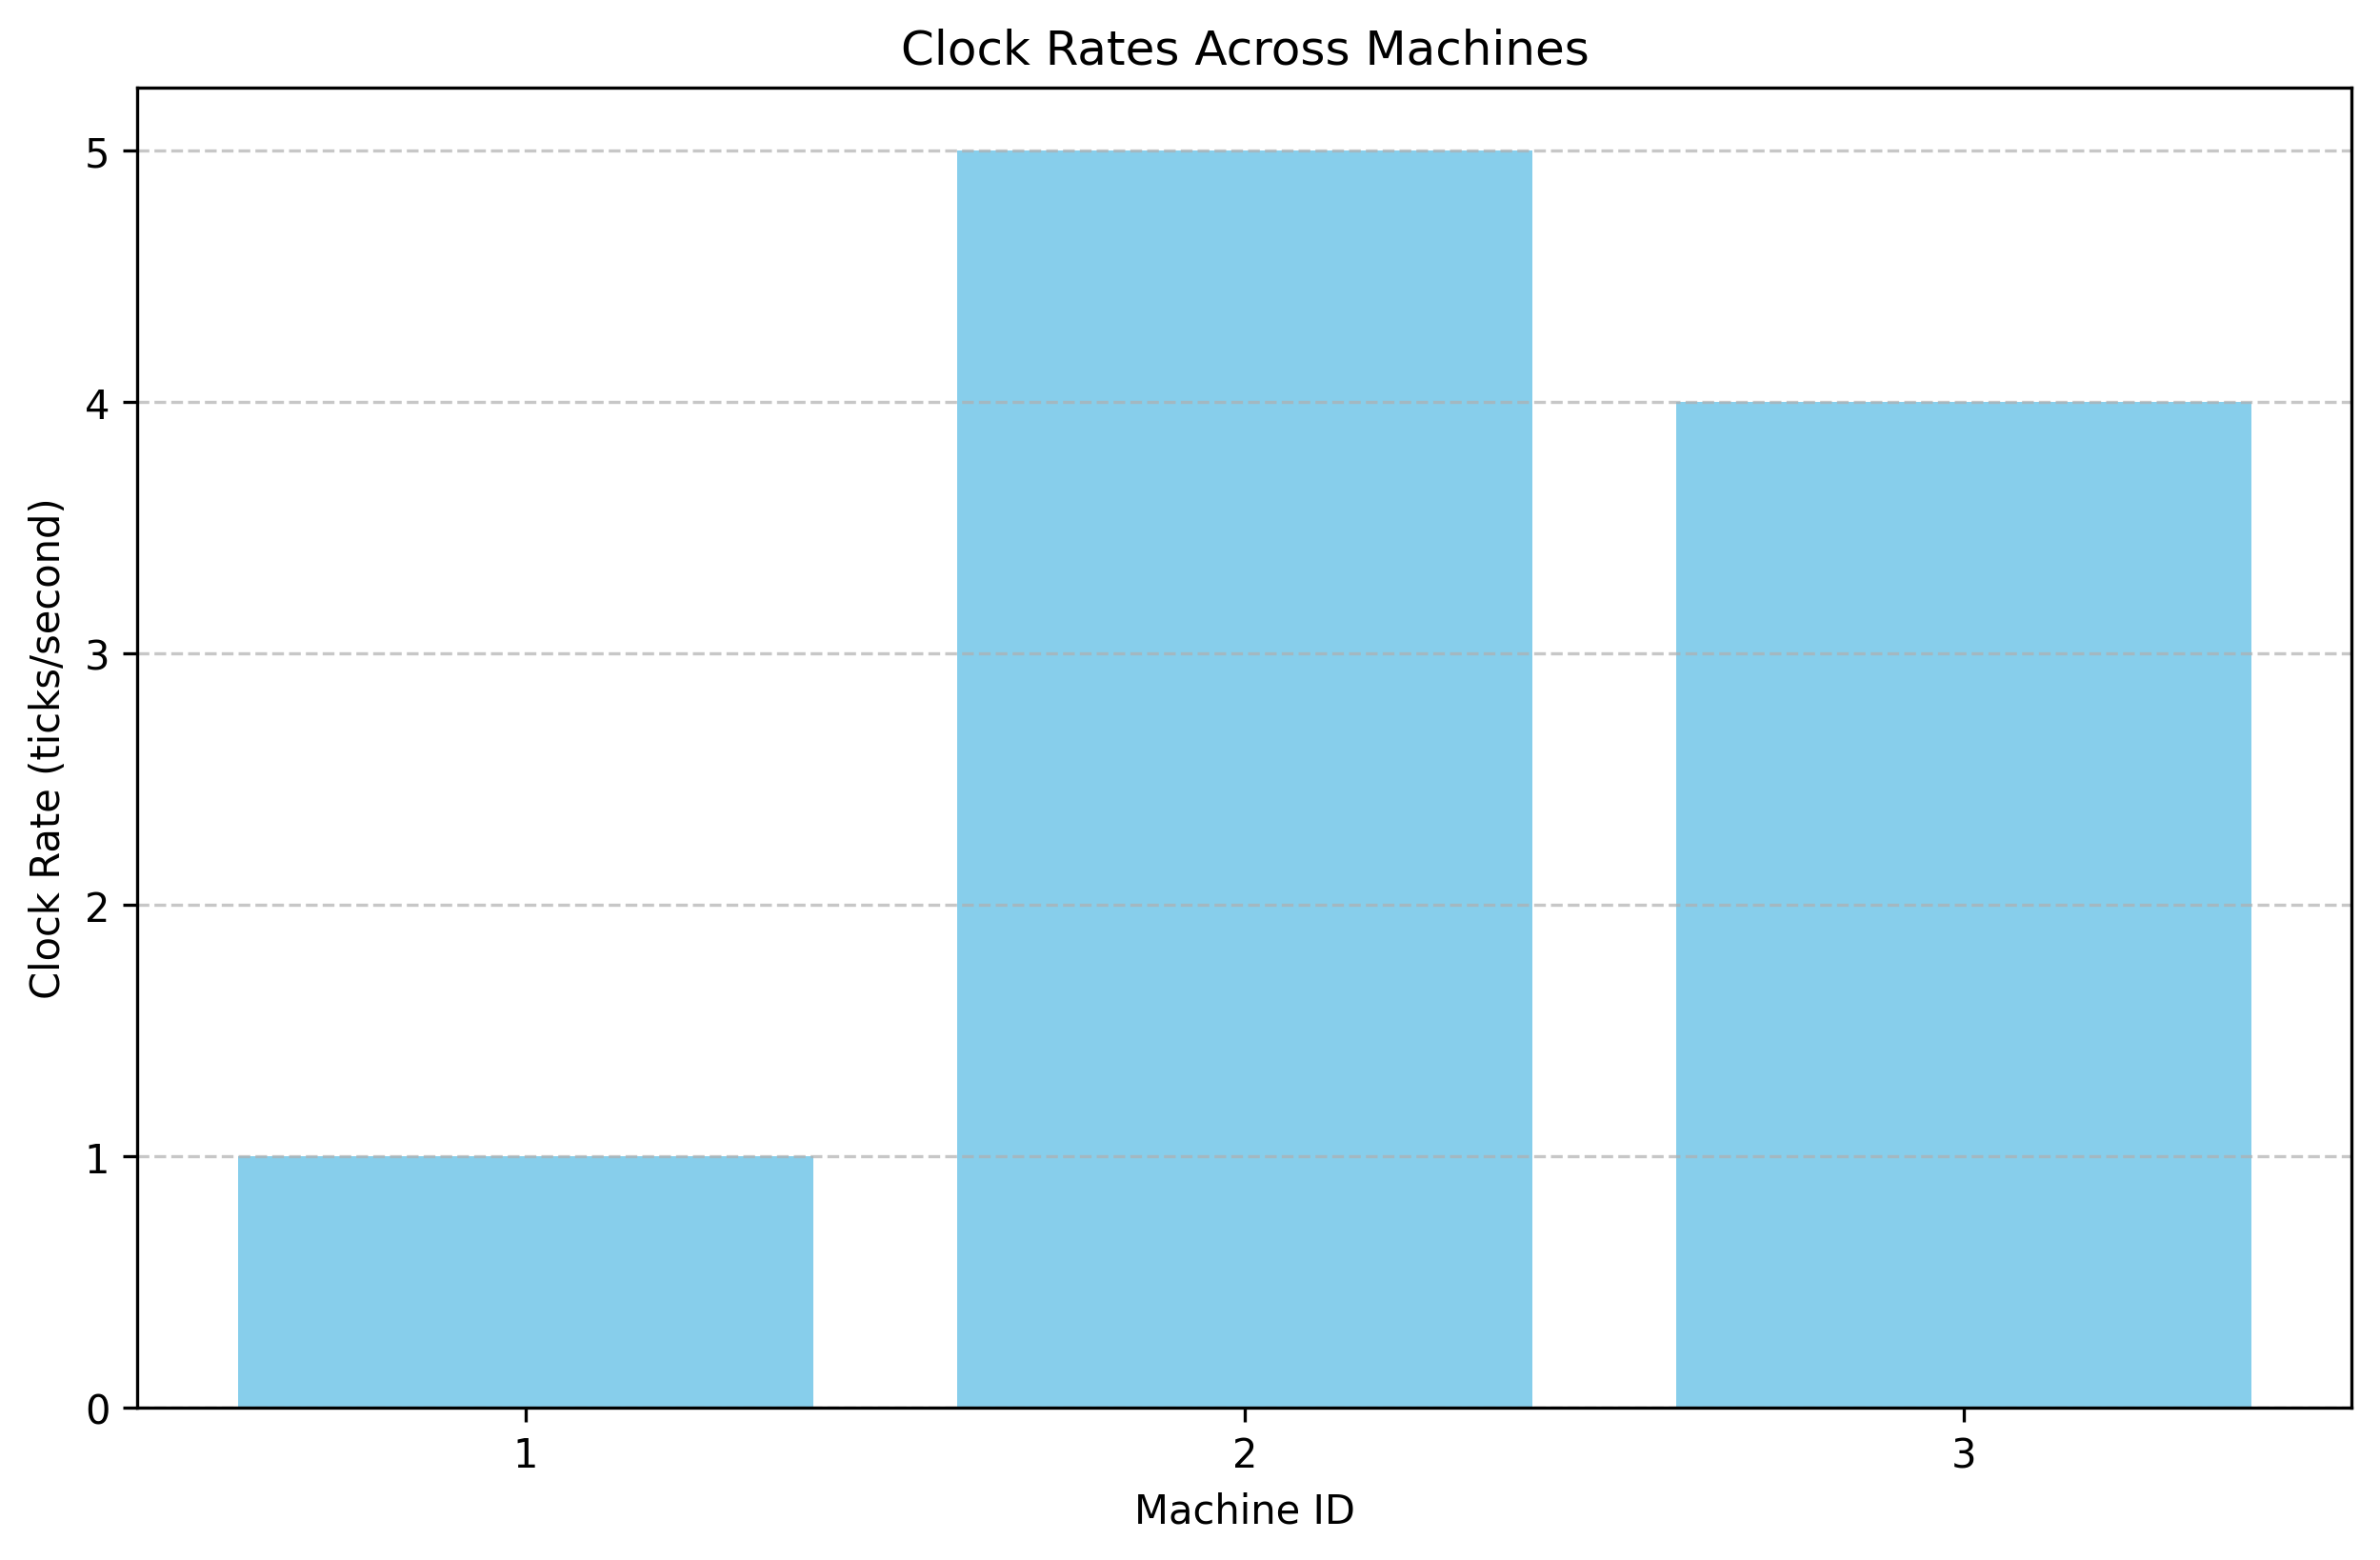 Clock Rates Across Machines
Clock Rate (ticks/second)
5
4
3
2
1
0
1 2 3
Machine ID